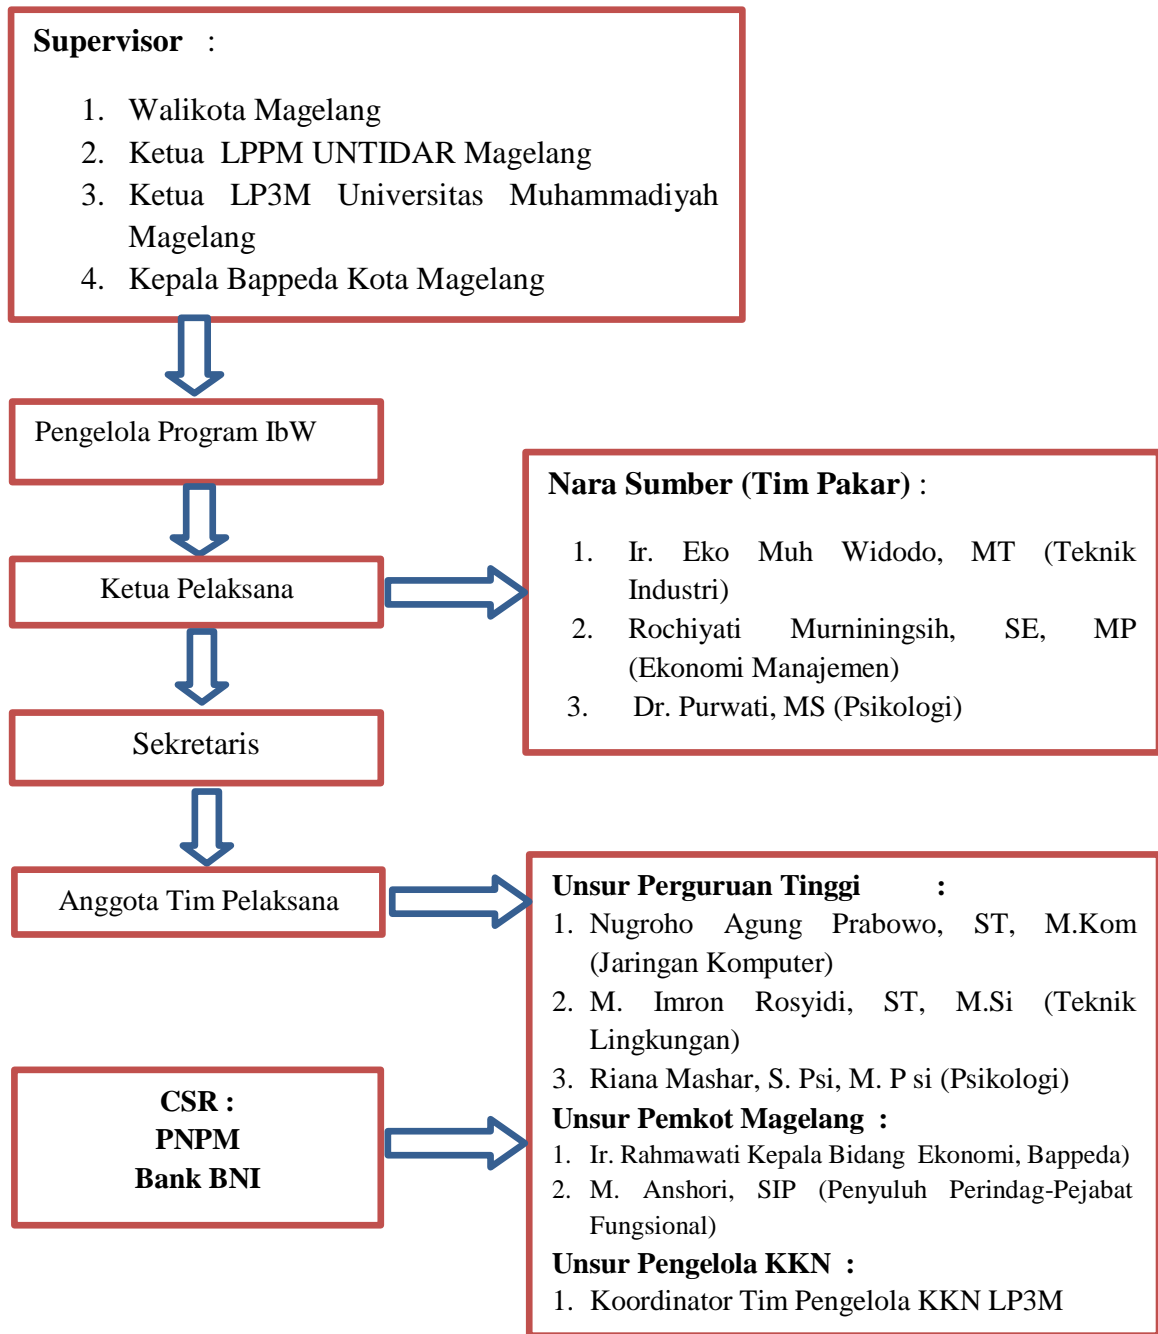 Supervisor :
1. Walikota Magelang
2. Ketua LPPM UNTIDAR Magelang
3. Ketua LP3M Universitas Muhammadiyah
Magelang
4. Kepala Bappeda Kota Magelang
Pengelola Program IbW
Ketua Pelaksana
Nara Sumber (Tim Pakar) :
1. Ir. Eko Muh Widodo, MT (Teknik
Industri)
2. Rochiyati Murniningsih, SE, MP
(Ekonomi Manajemen)
3. Dr. Purwati, MS (Psikologi)
Sekretaris
Anggota Tim Pelaksana
Unsur Perguruan Tinggi :
1. Nugroho Agung Prabowo, ST, M.Kom
(Jaringan Komputer)
2. M. Imron Rosyidi, ST, M.Si (Teknik
Lingkungan)
3. Riana Mashar, S. Psi, M. P si (Psikologi)
Unsur Pemkot Magelang :
1. Ir. Rahmawati Kepala Bidang Ekonomi, Bappeda)
2. M. Anshori, SIP (Penyuluh Perindag-Pejabat
Fungsional)
Unsur Pengelola KKN :
1. Koordinator Tim Pengelola KKN LP3M
CSR :
PNPM
Bank BNI